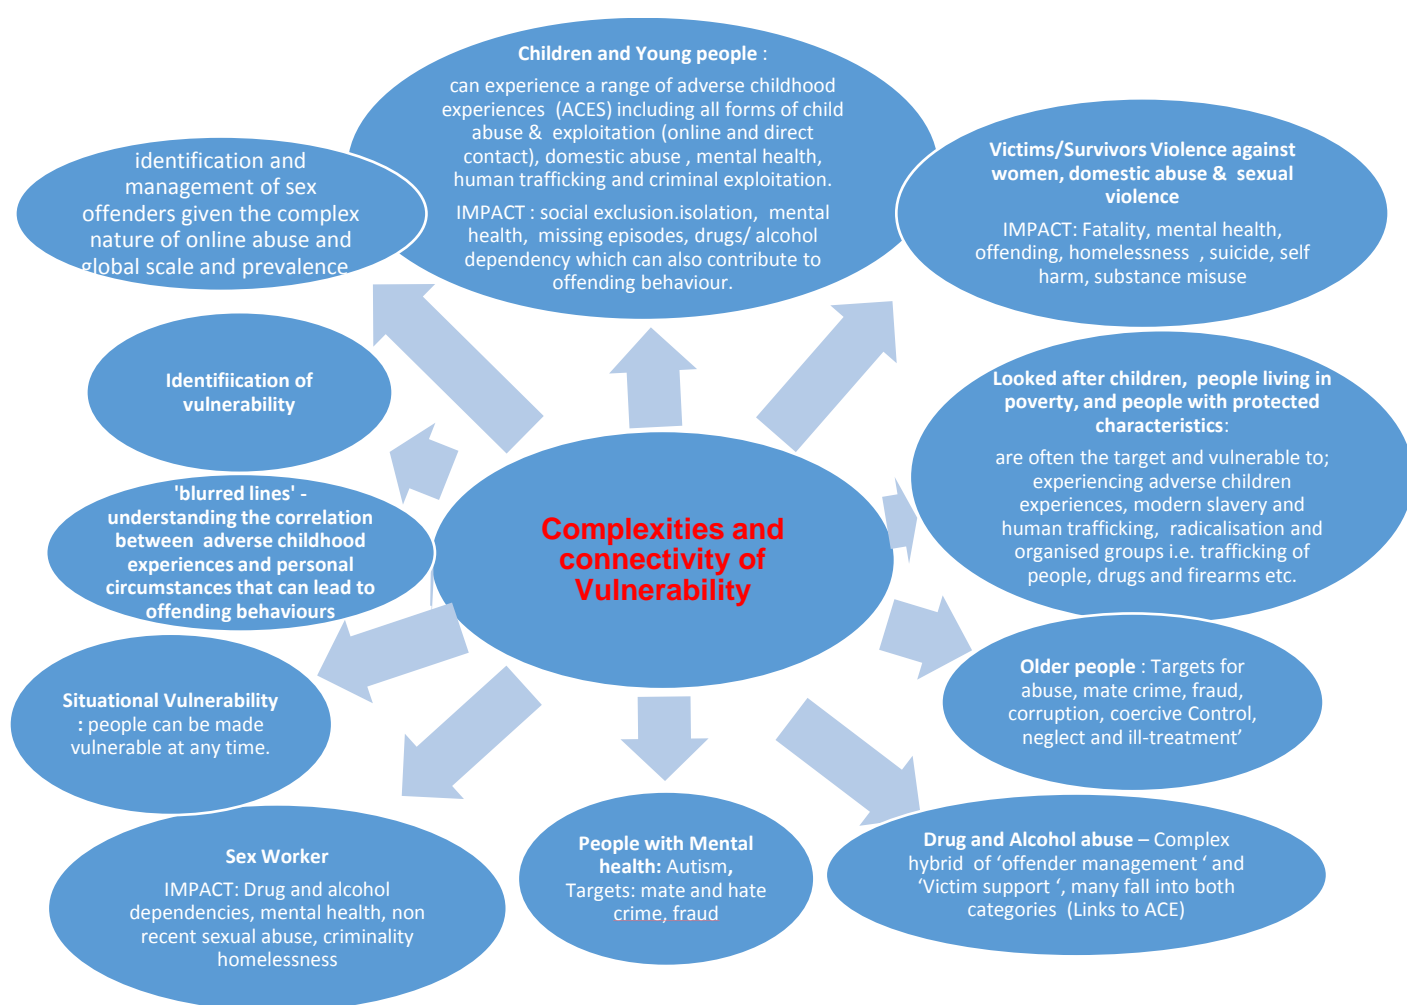 Children and Young people :
can experience a range of adverse childhood
experiences (ACES) including all forms of child
abuse & exploitation (online and direct
contact), domestic abuse , mental health,
human trafficking and criminal exploitation.
IMPACT : social exclusion.isolation, mental
health, missing episodes, drugs/ alcohol
dependency which can also contribute to
offending behaviour.
Victims/Survivors Violence against
women, domestic abuse & sexual
violence
IMPACT: Fatality, mental health,
offending, homelessness , suicide, self
harm, substance misuse
Looked after children, people living in
poverty, and people with protected
characteristics:
are often the target and vulnerable to;
experiencing adverse children
experiences, modern slavery and
human trafficking, radicalisation and
organised groups i.e. trafficking of
people, drugs and firearms etc.
Older people : Targets for
abuse, mate crime, fraud,
corruption, coercive Control,
neglect and ill-treatment’
Drug and Alcohol abuse – Complex
hybrid of ‘offender management ‘ and
‘Victim support ‘, many fall into both
categories (Links to ACE)
People with Mental
health: Autism,
Targets: mate and hate
crime, fraud
Sex Worker
IMPACT: Drug and alcohol
dependencies, mental health, non
recent sexual abuse, criminality
homelessness
Situational Vulnerability
: people can be made
vulnerable at any time.
'blurred lines' -
understanding the correlation
between adverse childhood
experiences and personal
circumstances that can lead to
offending behaviours
Identifiication of
vulnerability
identification and
management of sex
offenders given the complex
nature of online abuse and
global scale and prevalence
Complexities and
connectivity of
Vulnerability